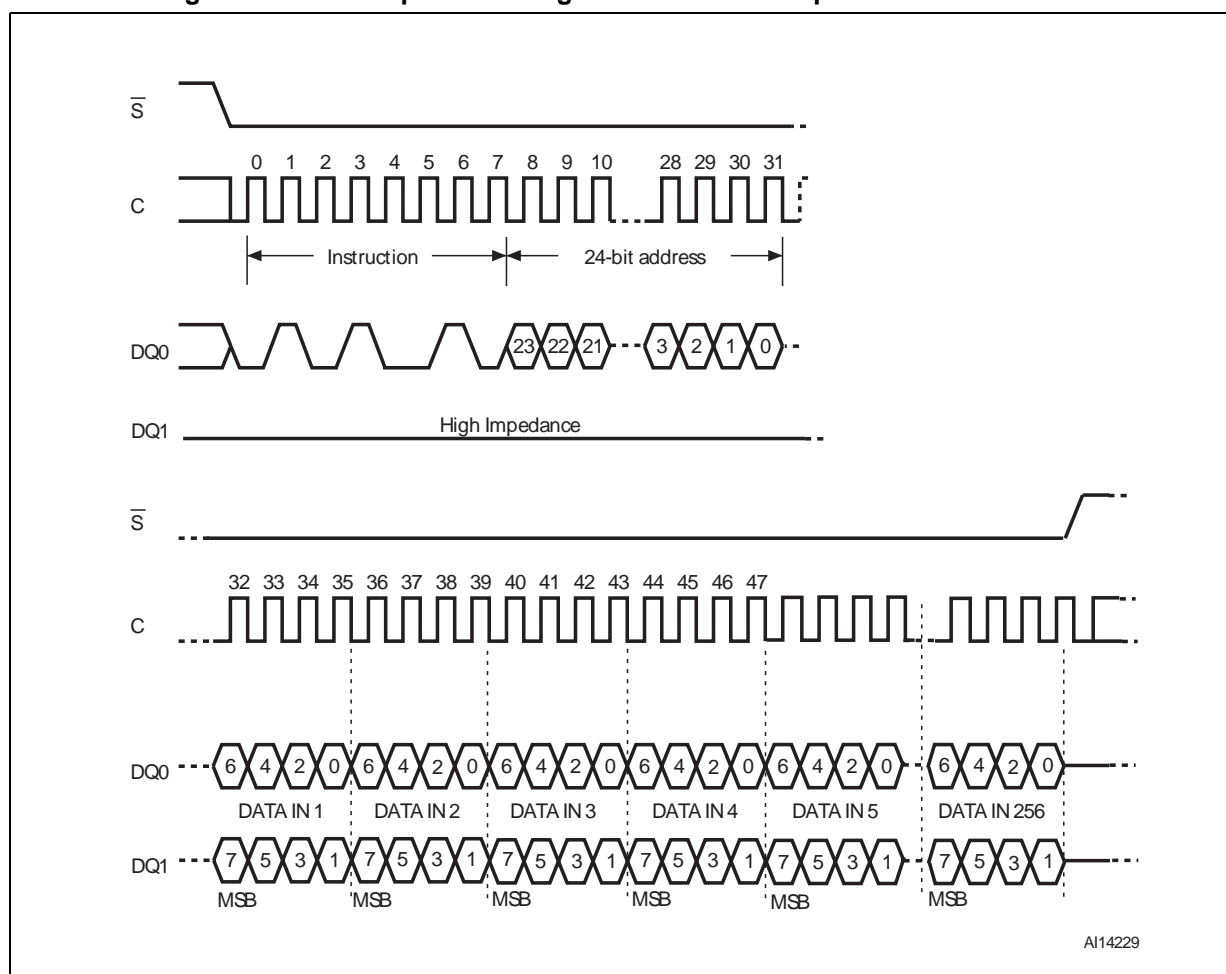 S
0 1 2 3 4 5 6 7 8 9 10 28 29 30 31
C
Instruction 24-bit address
DQ0 23 22 21 3 2 1 0
DQ1 High Impedance
S
32 33 34 35 36 37 38 39 40 41 42 43 44 45 46 47
C
DQ0 6 4 2 0 6 4 2 0 6 4 2 0 6 4 2 0 6 4 2 0 6 4 2 0
DATA IN 1 DATA IN 2 DATA IN 3 DATA IN 4 DATA IN 5 DATA IN 256
DQ1 7 5 3 1 7 5 3 1 7 5 3 1 7 5 3 1 7 5 3 1 7 5 3 1
MSB MSB MSB MSB MSB MSB
AI14229